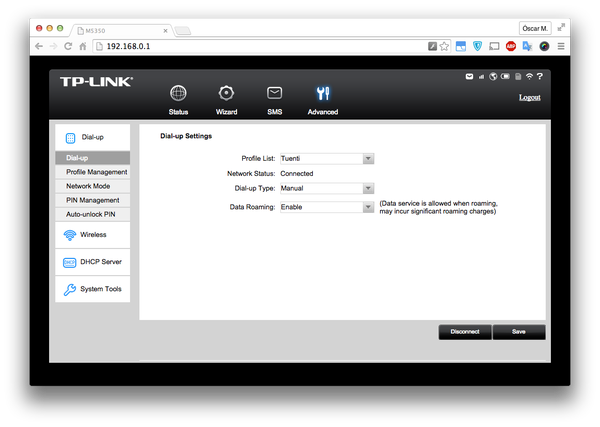 M5350
Óscar M.
192.168.0.1
ABP
TP-LINK
Status
Wizard
SMS
Advanced
Logout
Dial-up
Dial-up
Profile Management
Network Mode
PIN Management
Auto-unlock PIN
Wireless
DHCP
DHCP Server
System Tools
Dial-up Settings
Profile List: Tuenti
Network Status: Connected
Dial-up Type: Manual
Data Roaming: Enable
(Data service is allowed when roaming,
may incur significant roaming charges)
Disconnect
Save